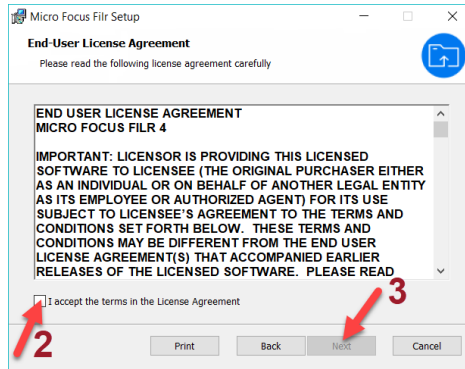 Micro Focus Filr Setup
End-User License Agreement
Please read the following license agreement carefully
END USER LICENSE AGREEMENT
MICRO FOCUS FILR 4
IMPORTANT: LICENSOR IS PROVIDING THIS LICENSED
SOFTWARE TO LICENSEE (THE ORIGINAL PURCHASER EITHER
AS AN INDIVIDUAL OR ON BEHALF OF ANOTHER LEGAL ENTITY
AS ITS EMPLOYEE OR AUTHORIZED AGENT) FOR ITS USE
SUBJECT TO LICENSEE'S AGREEMENT TO THE TERMS AND
CONDITIONS SET FORTH BELOW.  THESE TERMS AND
CONDITIONS MAY BE DIFFERENT FROM THE END USER
LICENSE AGREEMENT(S) THAT ACCOMPANIED EARLIER
RELEASES OF THE LICENSED SOFTWARE.  PLEASE READ
I accept the terms in the License Agreement
3
2
Print Back Next Cancel